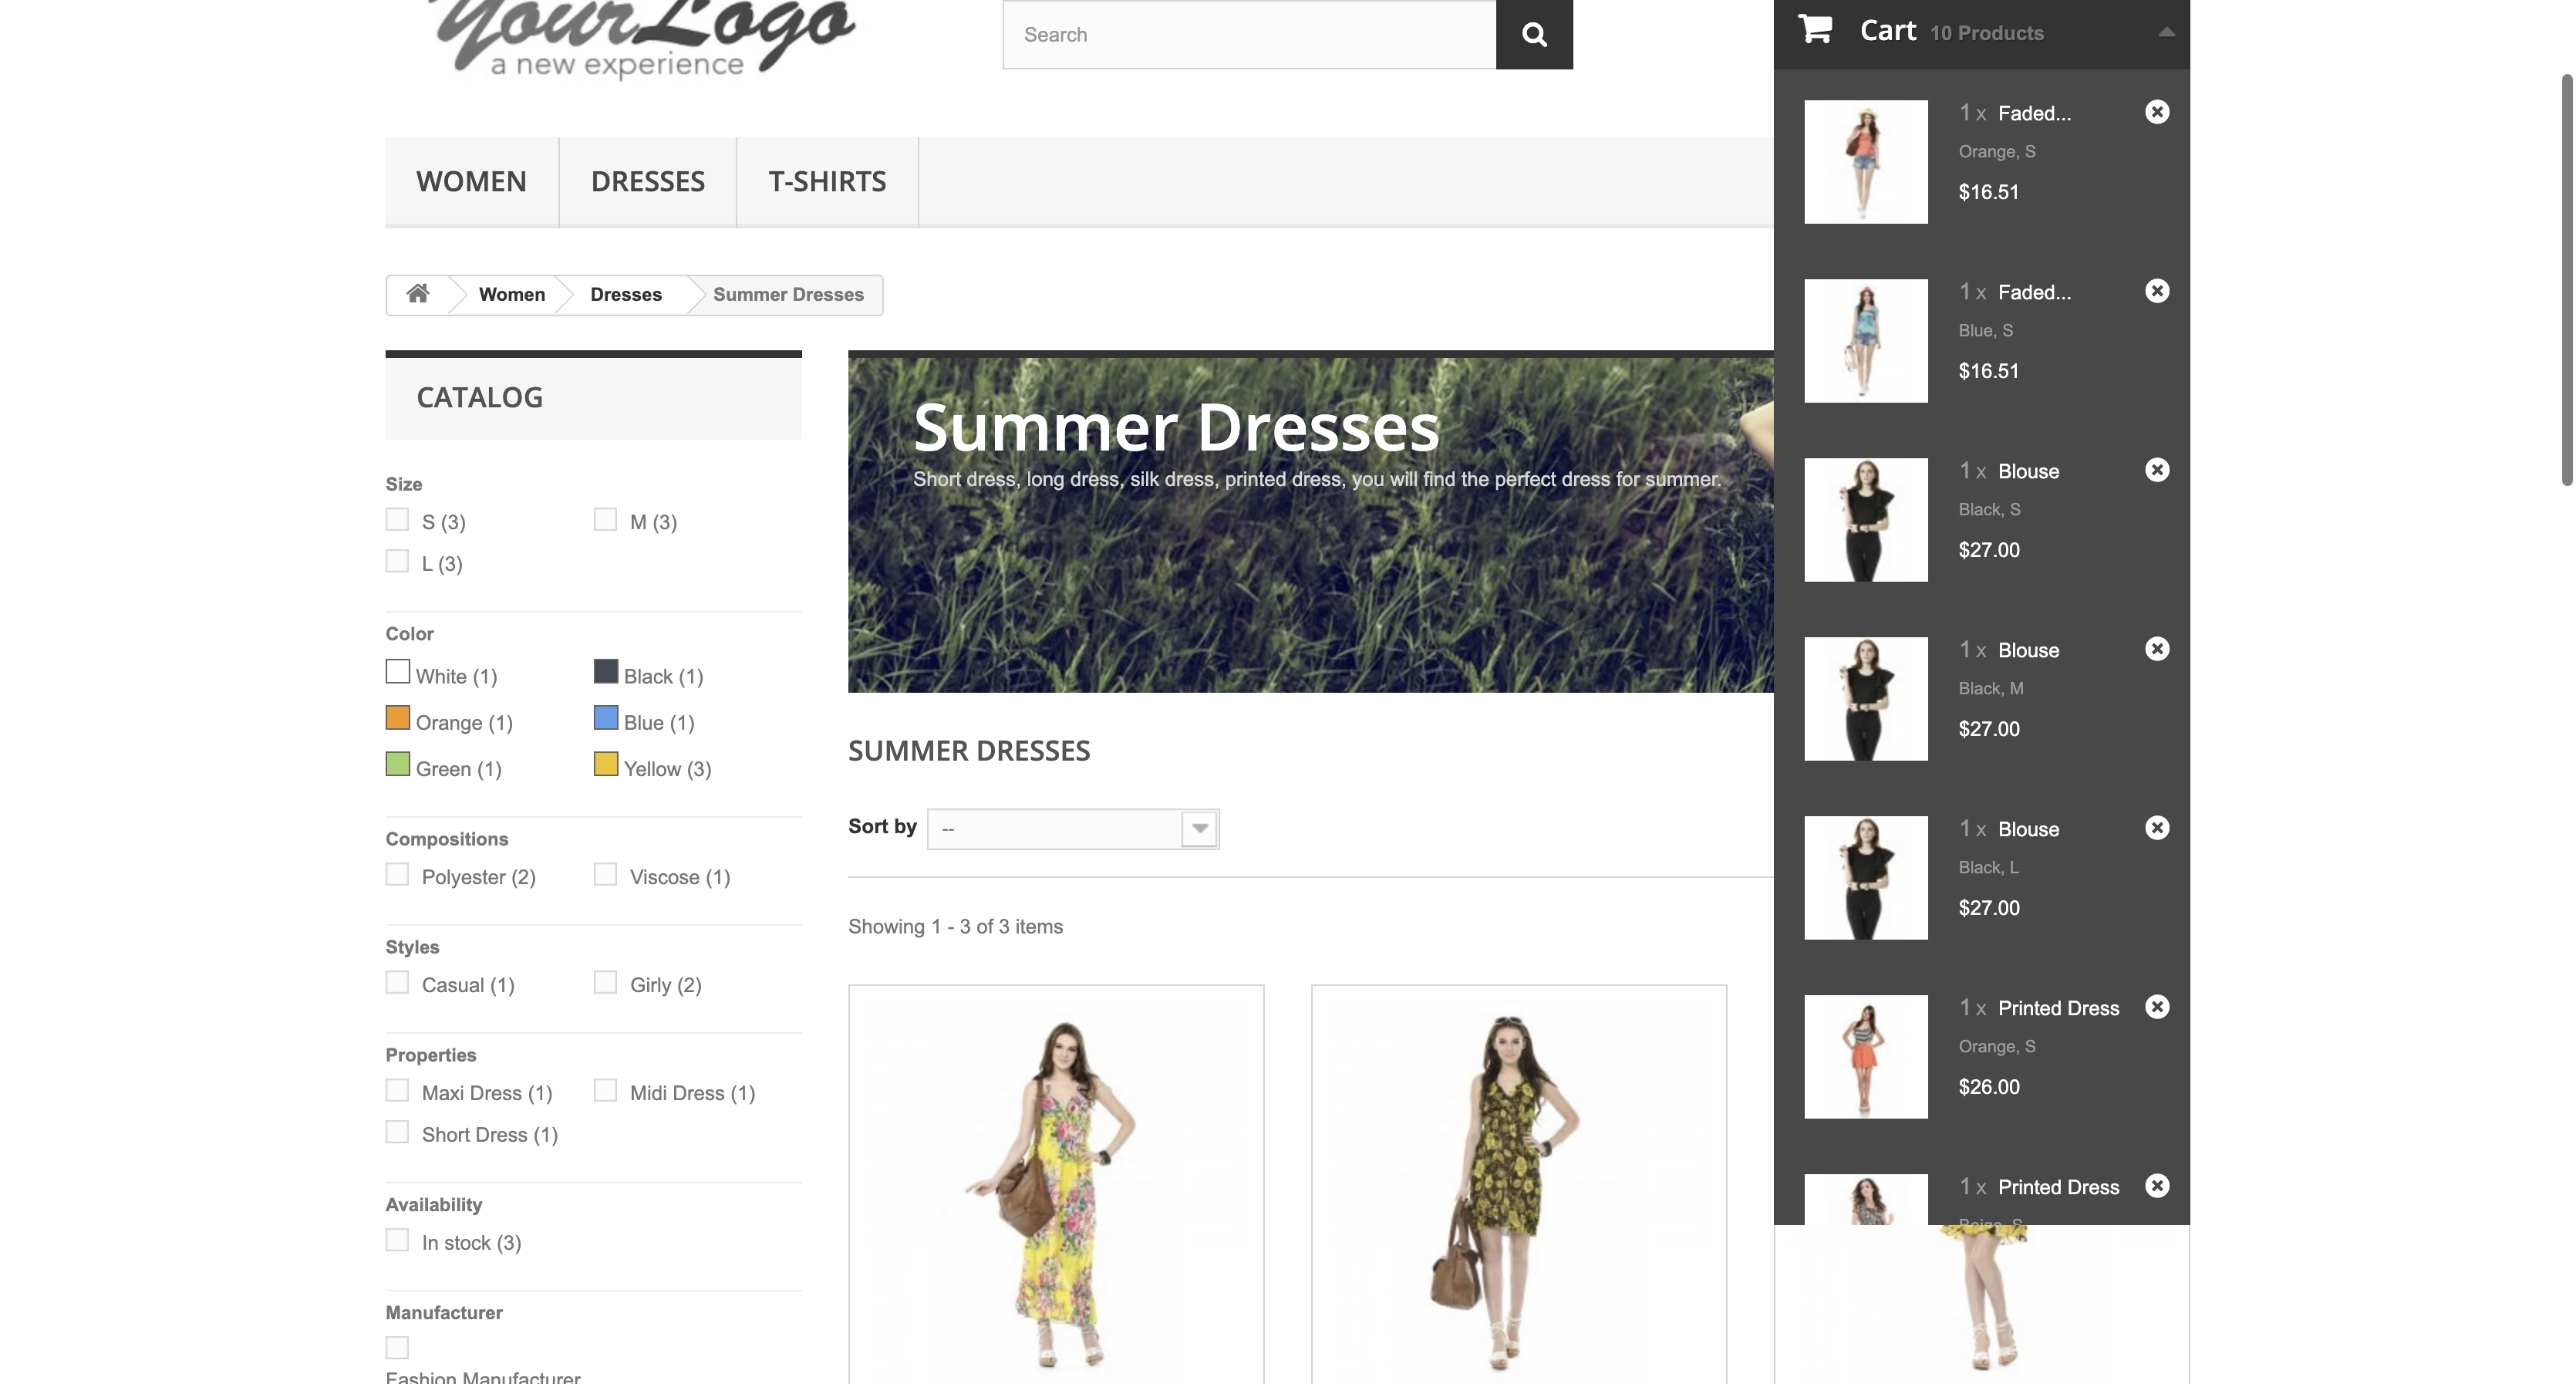 YourLogo
a new experience
Search
Cart 10 Products
WOMEN
DRESSES
T-SHIRTS
Women
Dresses
Summer Dresses
CATALOG
Size
S (3)
M (3)
L (3)
Color
White (1)
Black (1)
Orange (1)
Blue (1)
Green (1)
Yellow (3)
Compositions
Polyester (2)
Viscose (1)
Styles
Casual (1)
Girly (2)
Properties
Maxi Dress (1)
Midi Dress (1)
Short Dress (1)
Availability
In stock (3)
Manufacturer
Fashion Manufacturer
Summer Dresses
Short dress, long dress, silk dress, printed dress, you will find the perfect dress for summer.
SUMMER DRESSES
Sort by --
Showing 1 - 3 of 3 items
1 x Faded...
Orange, S
$16.51
1 x Faded...
Blue, S
$16.51
1 x Blouse
Black, S
$27.00
1 x Blouse
Black, M
$27.00
1 x Blouse
Black, L
$27.00
1 x Printed Dress
Orange, S
$26.00
1 x Printed Dress
Beige, S